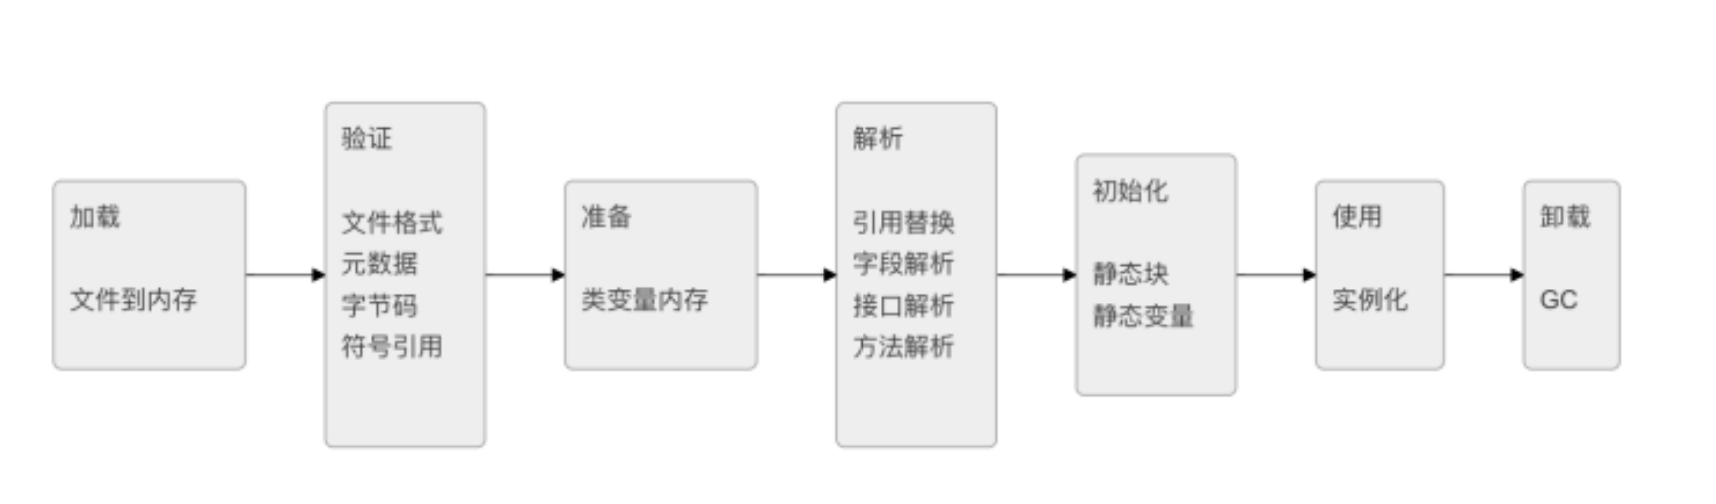 加载
文件到内存
验证
文件格式
元数据
字节码
符号引用
准备
类变量内存
解析
引用替换
字段解析
接口解析
方法解析
初始化
静态块
静态变量
使用
实例化
卸载
GC